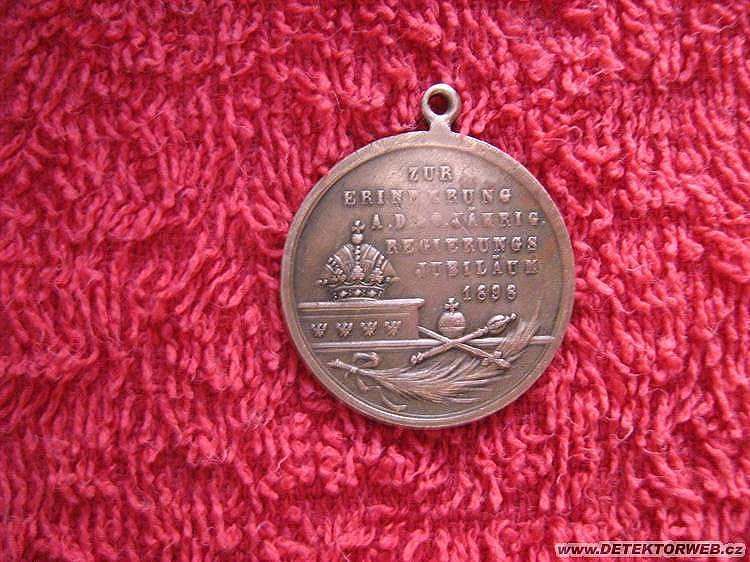 ZUR
ERINNERUNG
A.D. JÄHRIG.
REGIERUNGS
JUBILÄUM
1898
www.DETEKTORWEB.cz